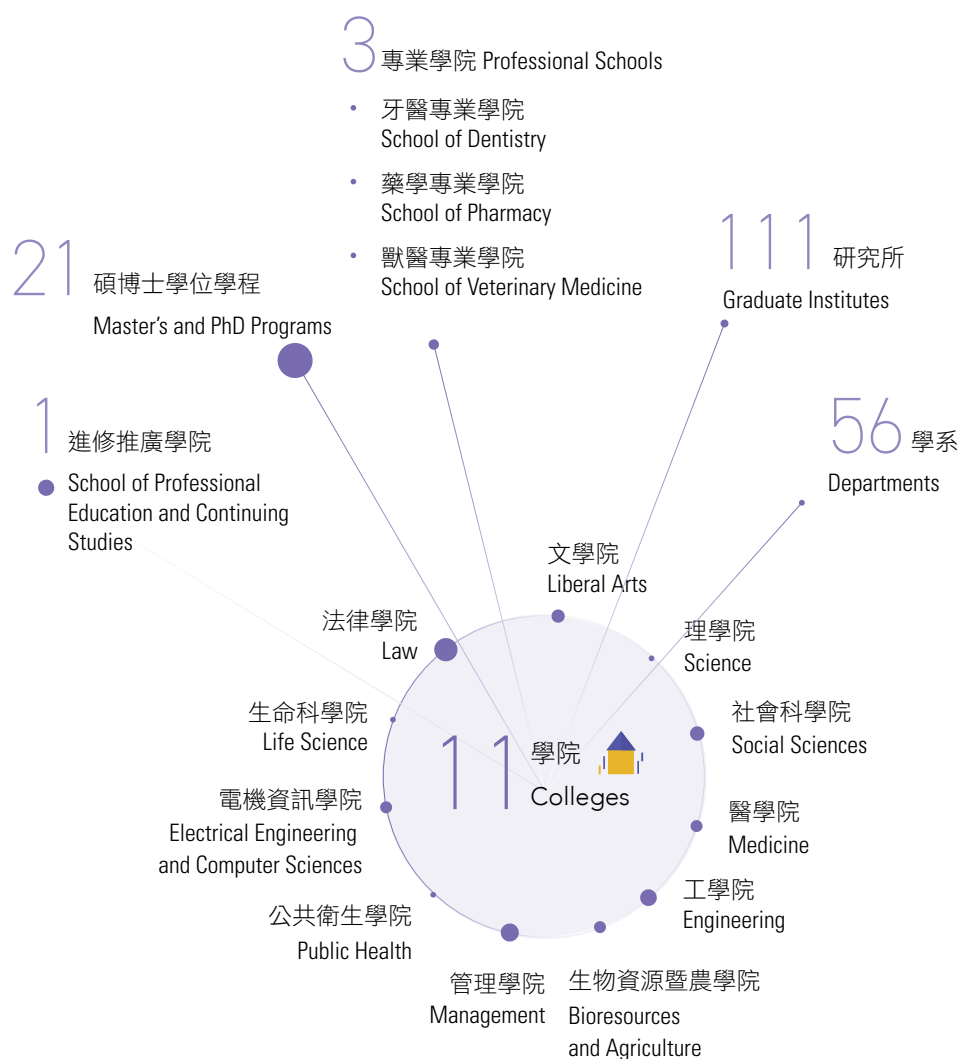 3 專業學院 Professional Schools
• 牙醫專業學院
School of Dentistry
• 藥學專業學院
School of Pharmacy
• 獸醫專業學院
School of Veterinary Medicine
21 碩博士學位學程
Master's and PhD Programs
111 研究所
Graduate Institutes
1 進修推廣學院
School of Professional
Education and Continuing
Studies
56 學系
Departments
文學院
Liberal Arts
法律學院
Law
理學院
Science
生命科學院
Life Science
社會科學院
Social Sciences
11 學院
Colleges
電機資訊學院
Electrical Engineering
and Computer Sciences
醫學院
Medicine
工學院
Engineering
公共衛生學院
Public Health
管理學院
Management
生物資源暨農學院
Bioresources
and Agriculture